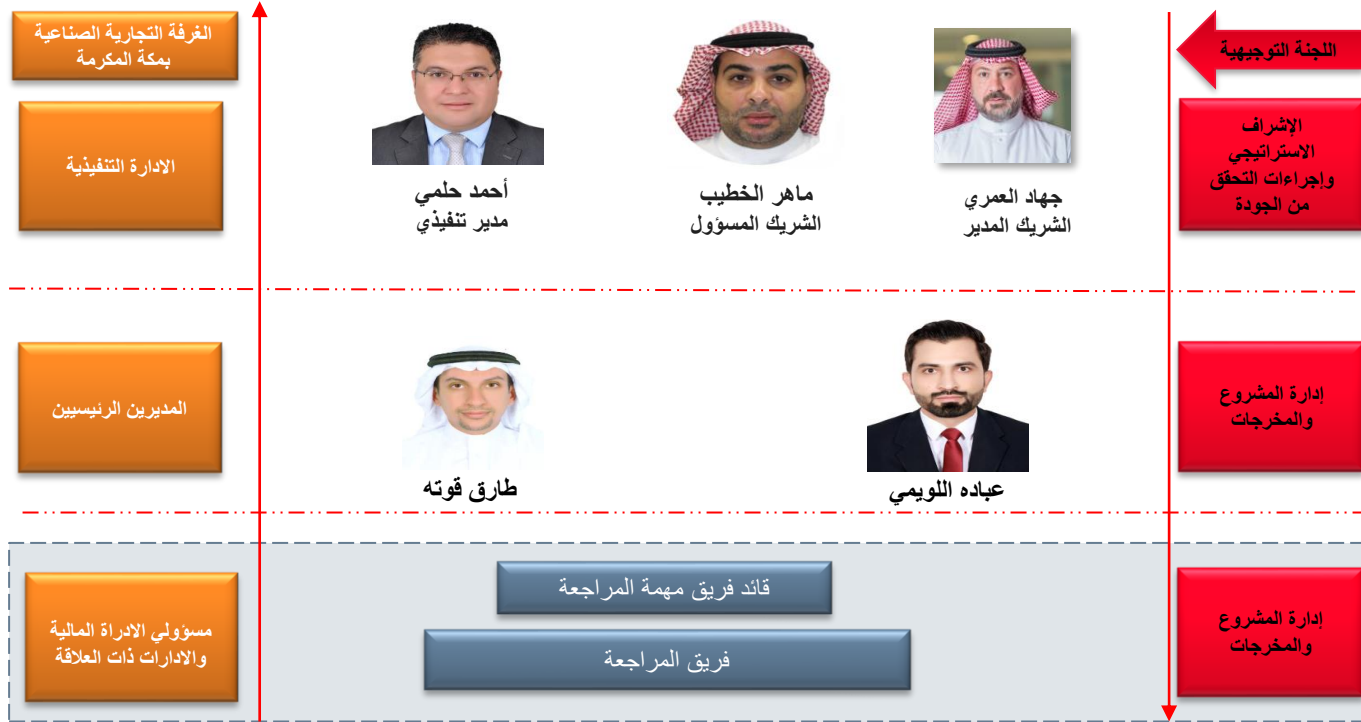 اللجنة التوجيهية
الغرفة التجارية الصناعية
بمكة المكرمة
الإشراف
الاستراتيجي
وإجراءات التحقق
من الجودة
جهاد العمري
الشريك المدير
ماهر الخطيب
الشريك المسؤول
أحمد حلمي
مدير تنفيذي
الادارة التنفيذية
إدارة المشروع
والمخرجات
عباده اللويمي
طارق قوته
المديرين الرئيسيين
إدارة المشروع
والمخرجات
قائد فريق مهمة المراجعة
فريق المراجعة
مسؤولي الادراة المالية
والادارات ذات العلاقة